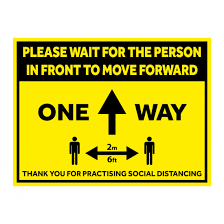 PLEASE WAIT FOR THE PERSON
IN FRONT TO MOVE FORWARD
ONE WAY
2m
6ft
THANK YOU FOR PRACTISING SOCIAL DISTANCING